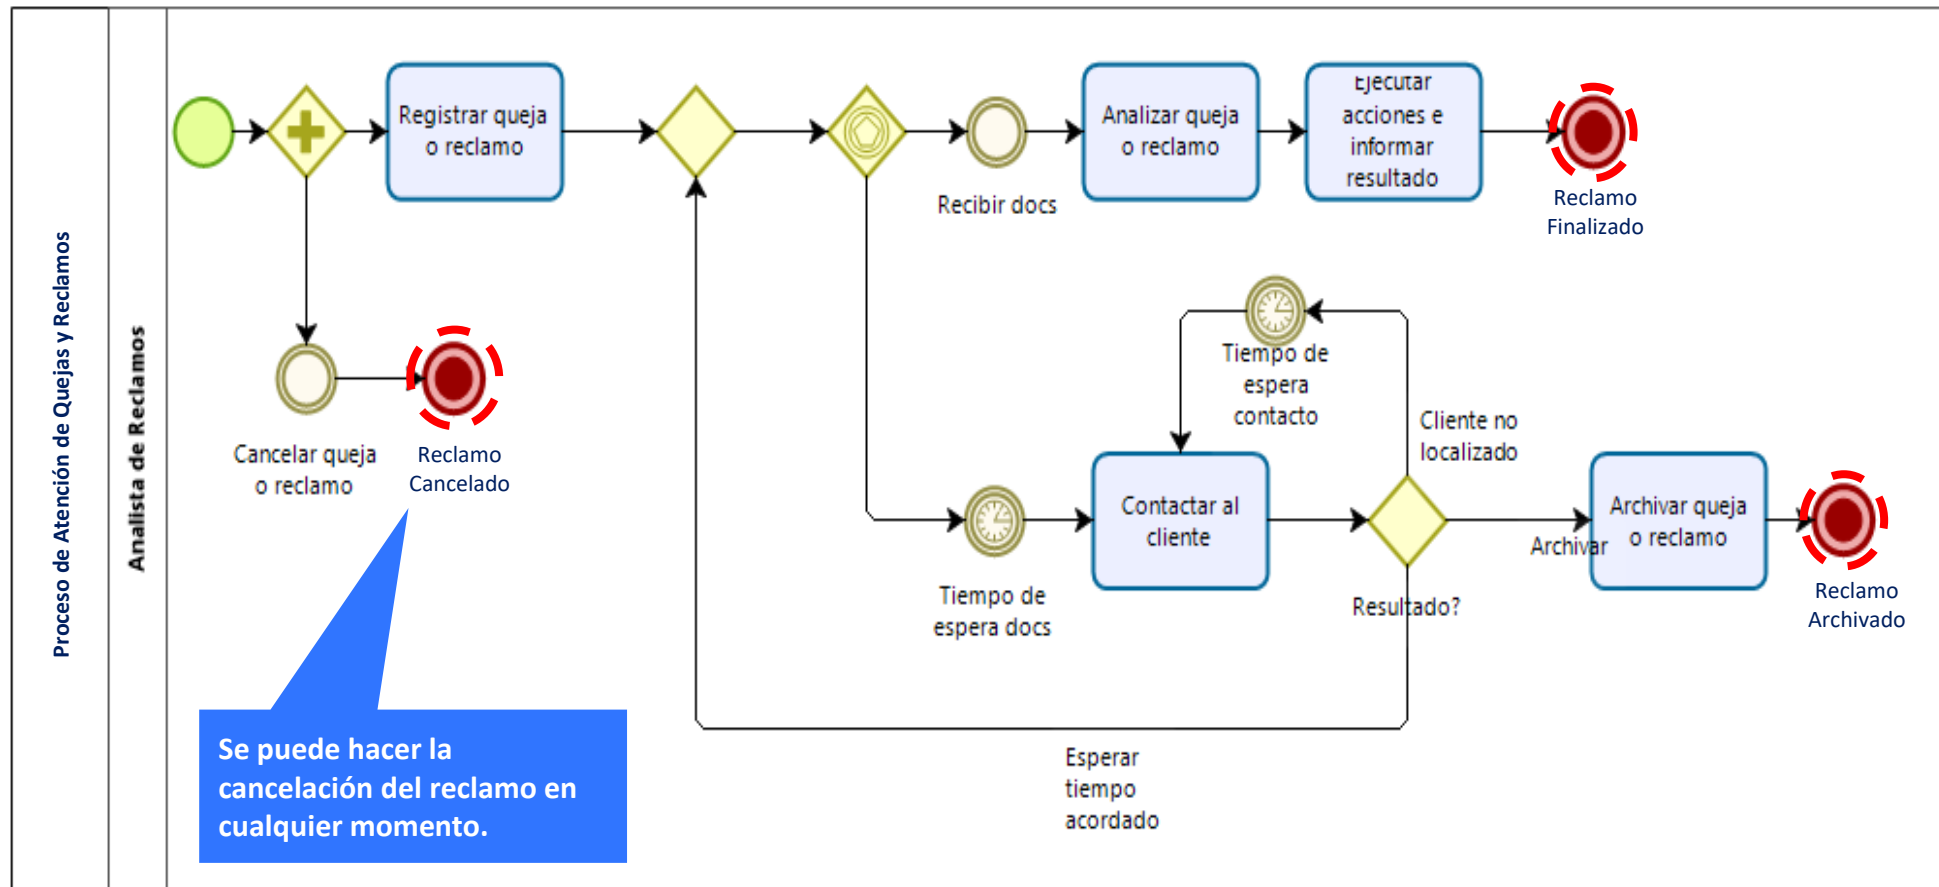 Proceso de Atención de Quejas y Reclamos
Analista de Reclamos
Registrar queja
o reclamo
Recibir docs
Analizar queja
o reclamo
Ejecutar
acciones e
informar
resultado
Reclamo
Finalizado
Cancelar queja
o reclamo
Reclamo
Cancelado
Tiempo de
espera
contacto
Cliente no
localizado
Tiempo de
espera docs
Contactar al
cliente
Resultado?
Archivar
Archivar queja
o reclamo
Reclamo
Archivado
Se puede hacer la
cancelación del reclamo en
cualquier momento.
Esperar
tiempo
acordado